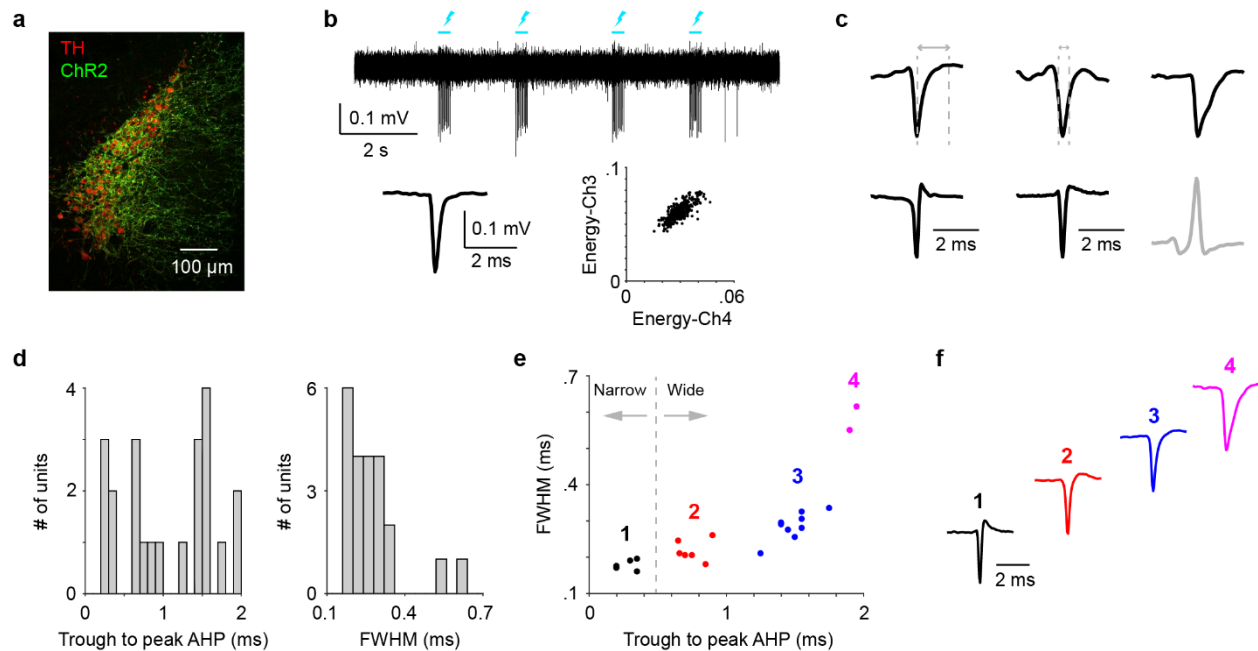 a
TH
ChR2
100 µm
b
0.1 mV
2 s
0.1 mV
2 ms
.1
Energy-Ch3
0
0
.06
Energy-Ch4
c
2 ms
2 ms
d
4
2
0
# of units
0
1
2
Trough to peak AHP (ms)
6
3
0
# of units
0.1
0.4
0.7
FWHM (ms)
e
.7
.4
.1
FWHM (ms)
Narrow
Wide
1
2
3
4
0
1
2
Trough to peak AHP (ms)
f
1
2
3
4
2 ms